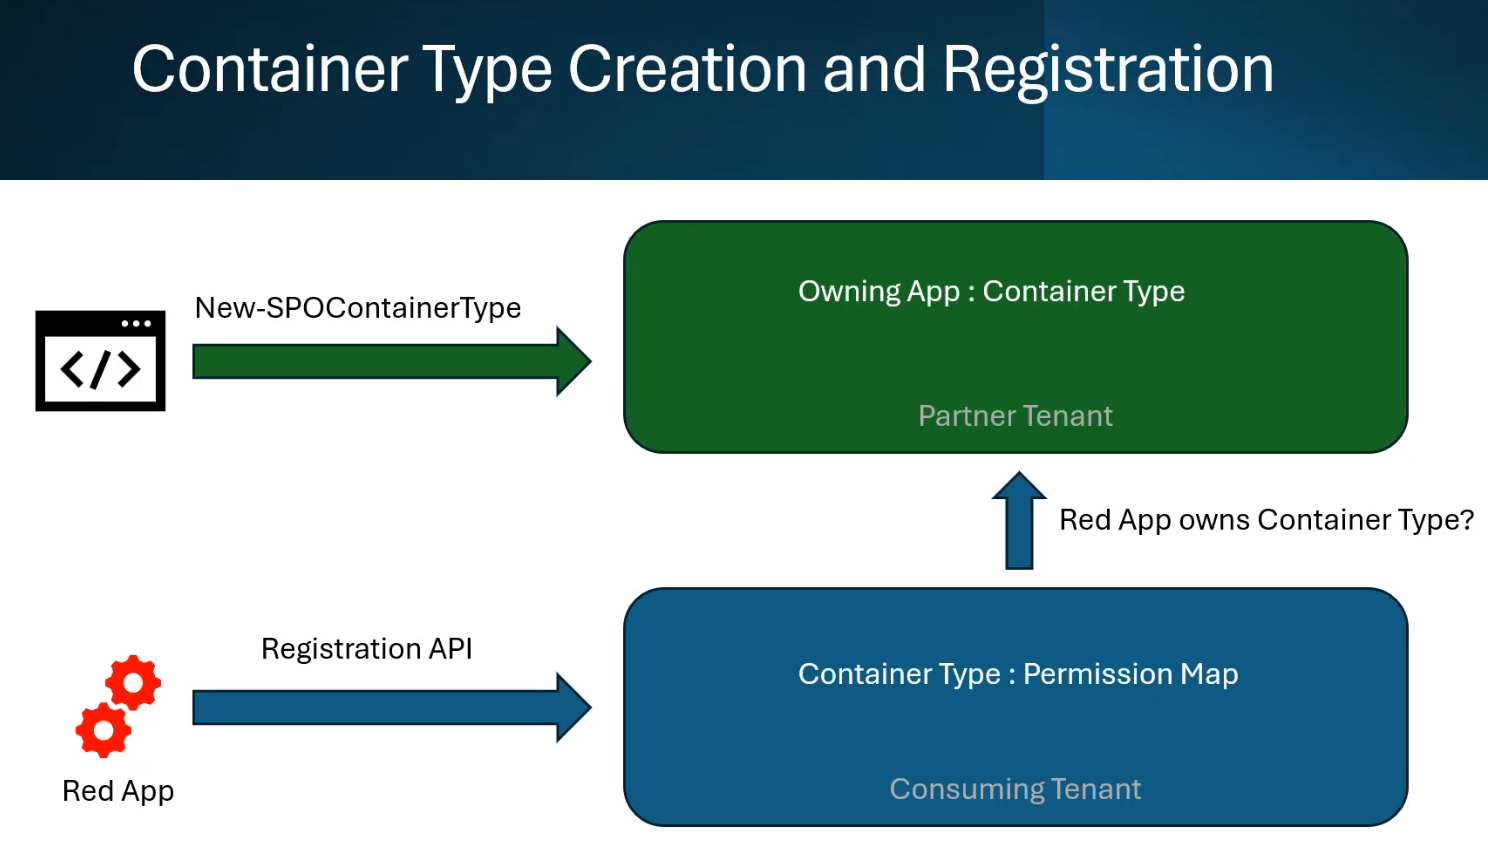 Container Type Creation and Registration
New-SPOContainerType
</>
Owning App : Container Type
Partner Tenant
Red App owns Container Type?
Registration API
Container Type : Permission Map
Red App
Consuming Tenant